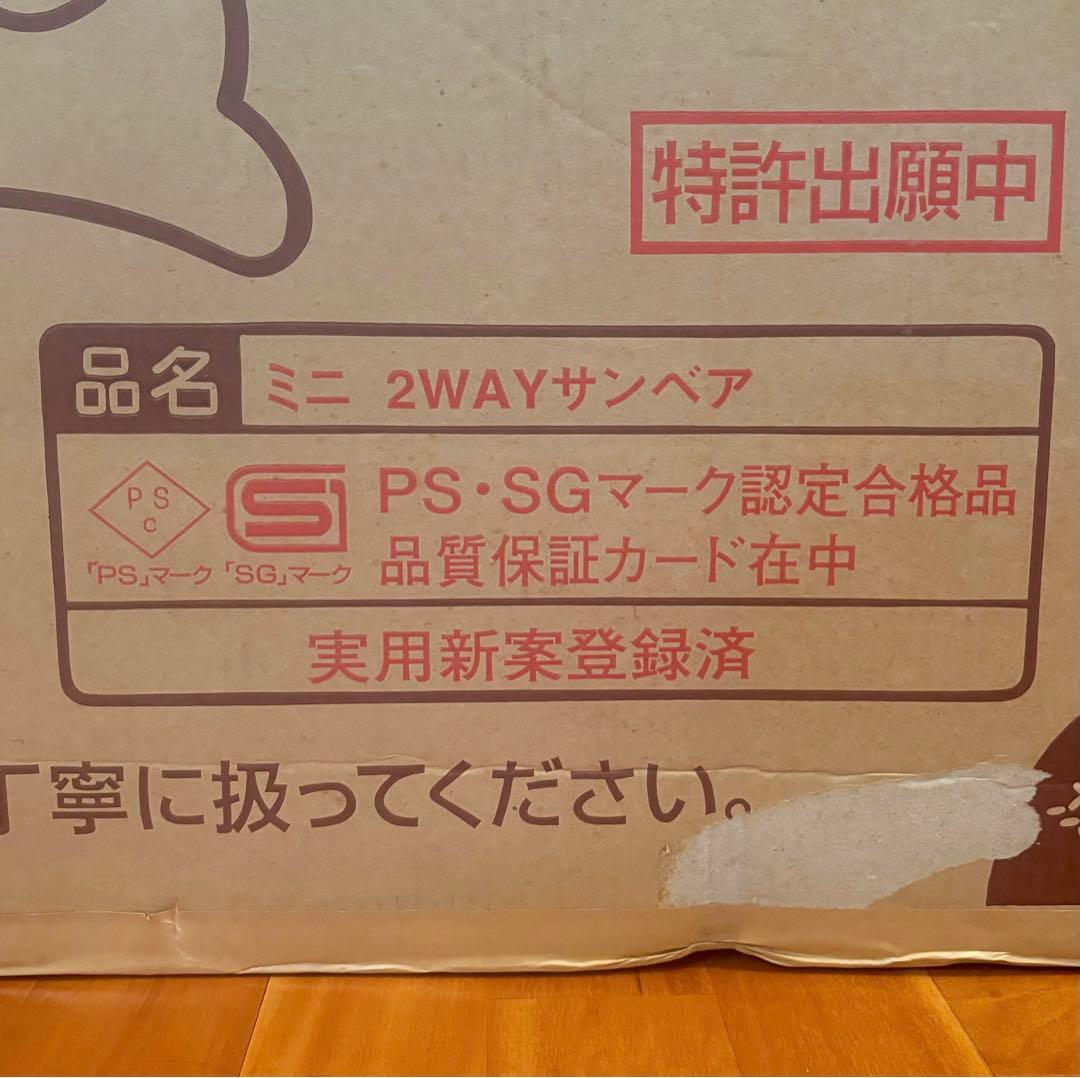 特許出願中
品名 ミニ 2WAYサンベア
PS C
「PS」マーク 「SG」マーク
PS・SGマーク認定合格品
品質保証カード在中
実用新案登録済
丁寧に扱ってください。